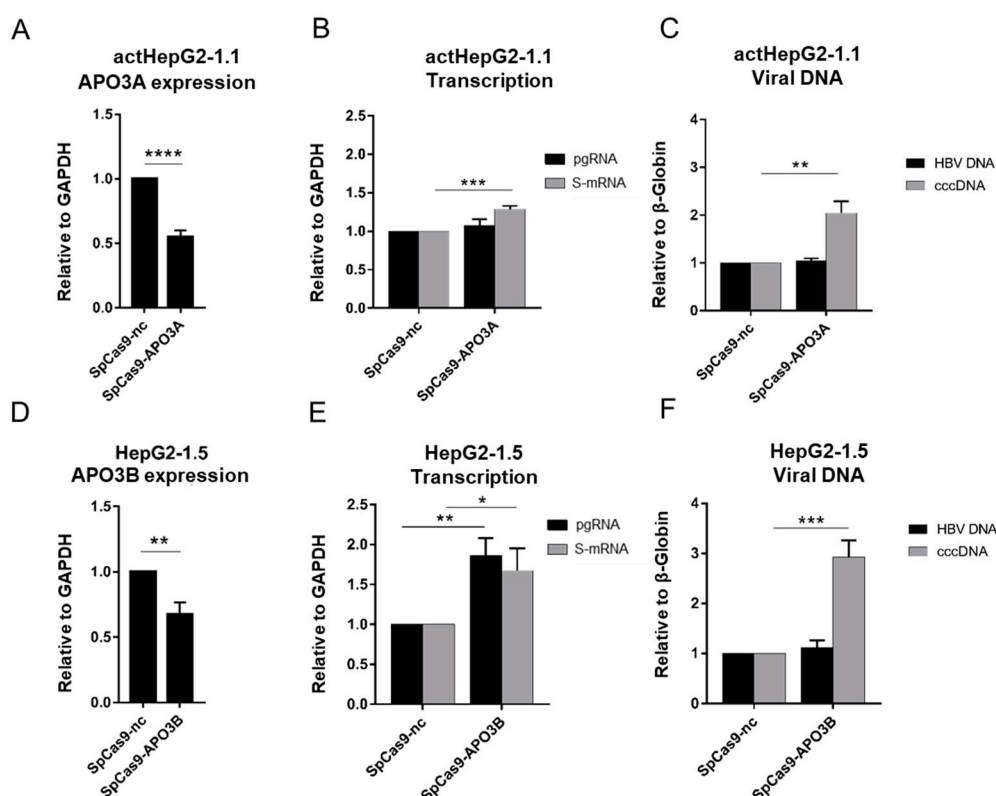 A
actHepG2-1.1
APO3A expression
Relative to GAPDH
1.5
1.0
0.5
0.0
****
SpCas9-nc
SpCas9-APO3A
B
actHepG2-1.1
Transcription
Relative to GAPDH
2.5
2.0
1.5
1.0
0.5
0.0
***
pgRNA
S-mRNA
SpCas9-nc
SpCas9-APO3A
C
actHepG2-1.1
Viral DNA
Relative to β-Globin
4
3
2
1
0
**
HBV DNA
cccDNA
SpCas9-nc
SpCas9-APO3A
D
HepG2-1.5
APO3B expression
Relative to GAPDH
1.5
1.0
0.5
0.0
**
SpCas9-nc
SpCas9-APO3B
E
HepG2-1.5
Transcription
Relative to GAPDH
2.5
2.0
1.5
1.0
0.5
0.0
**
*
pgRNA
S-mRNA
SpCas9-nc
SpCas9-APO3B
F
HepG2-1.5
Viral DNA
Relative to β-Globin
4
3
2
1
0
***
HBV DNA
cccDNA
SpCas9-nc
SpCas9-APO3B